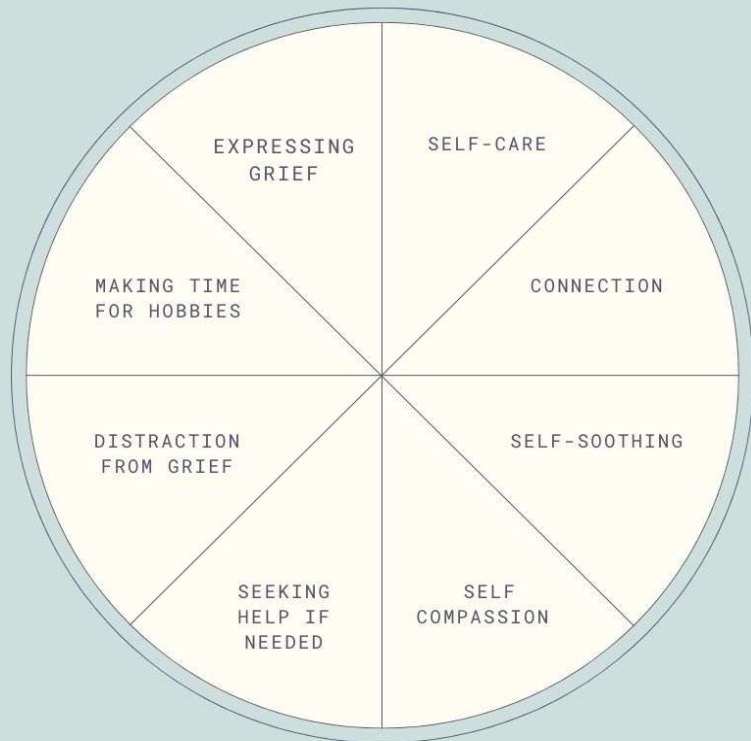 EXPRESSING
GRIEF
SELF-CARE
CONNECTION
SELF-SOOTHING
SELF
COMPASSION
SEEKING
HELP IF
NEEDED
DISTRACTION
FROM GRIEF
MAKING TIME
FOR HOBBIES